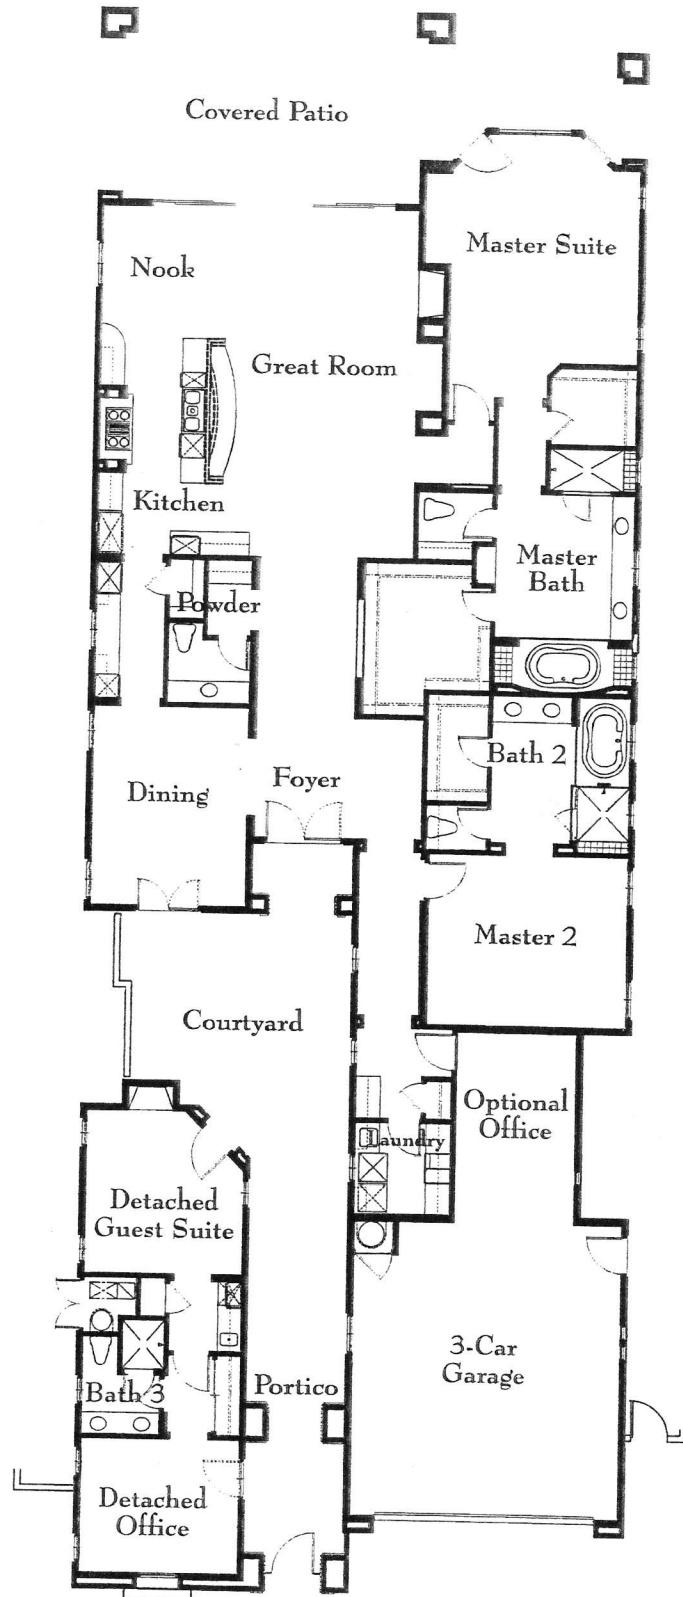 Covered Patio
Master Suite
Nook
Great Room
Kitchen
Master
Bath
Powder
Bath 2
Foyer
Dining
Master 2
Courtyard
Optional
Office
Laundry
Detached
Guest Suite
3-Car
Garage
Bath 3
Portico
Detached
Office